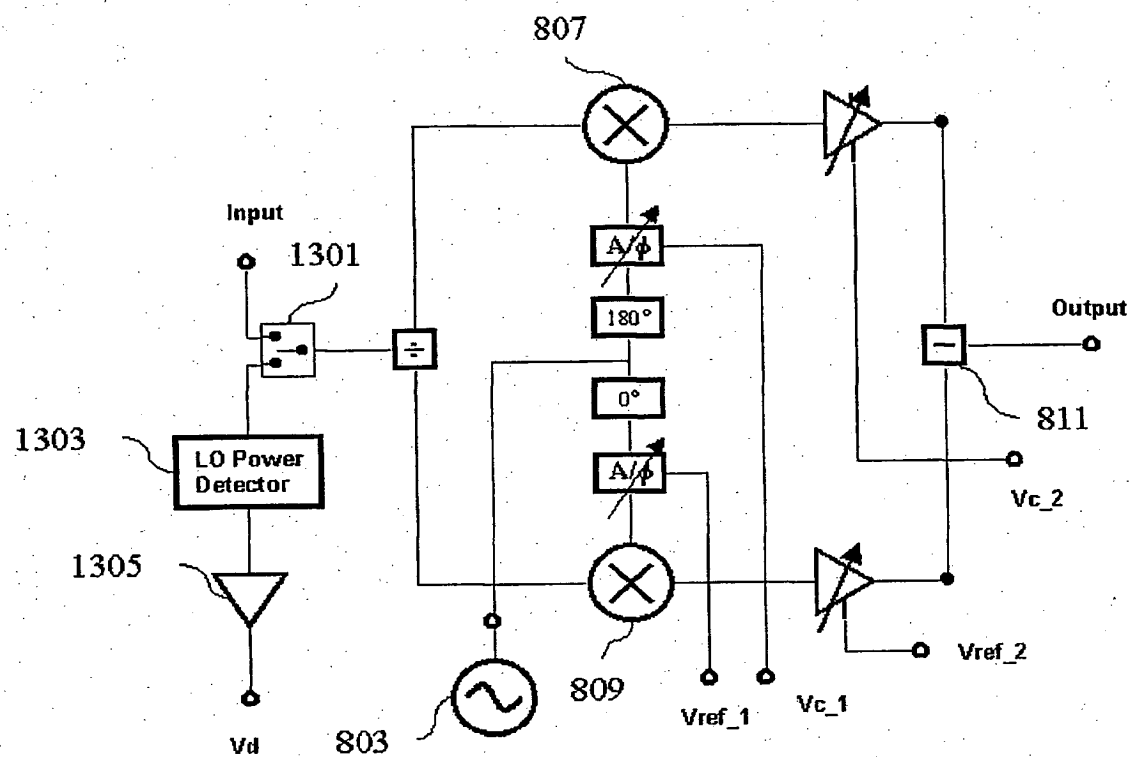 807
Input
1301
A/ϕ
180°
Output
÷
−
0°
811
1303
LO Power
Detector
A/ϕ
Vc_2
1305
Vref_2
809
Vref_1
Vc_1
803
Vd